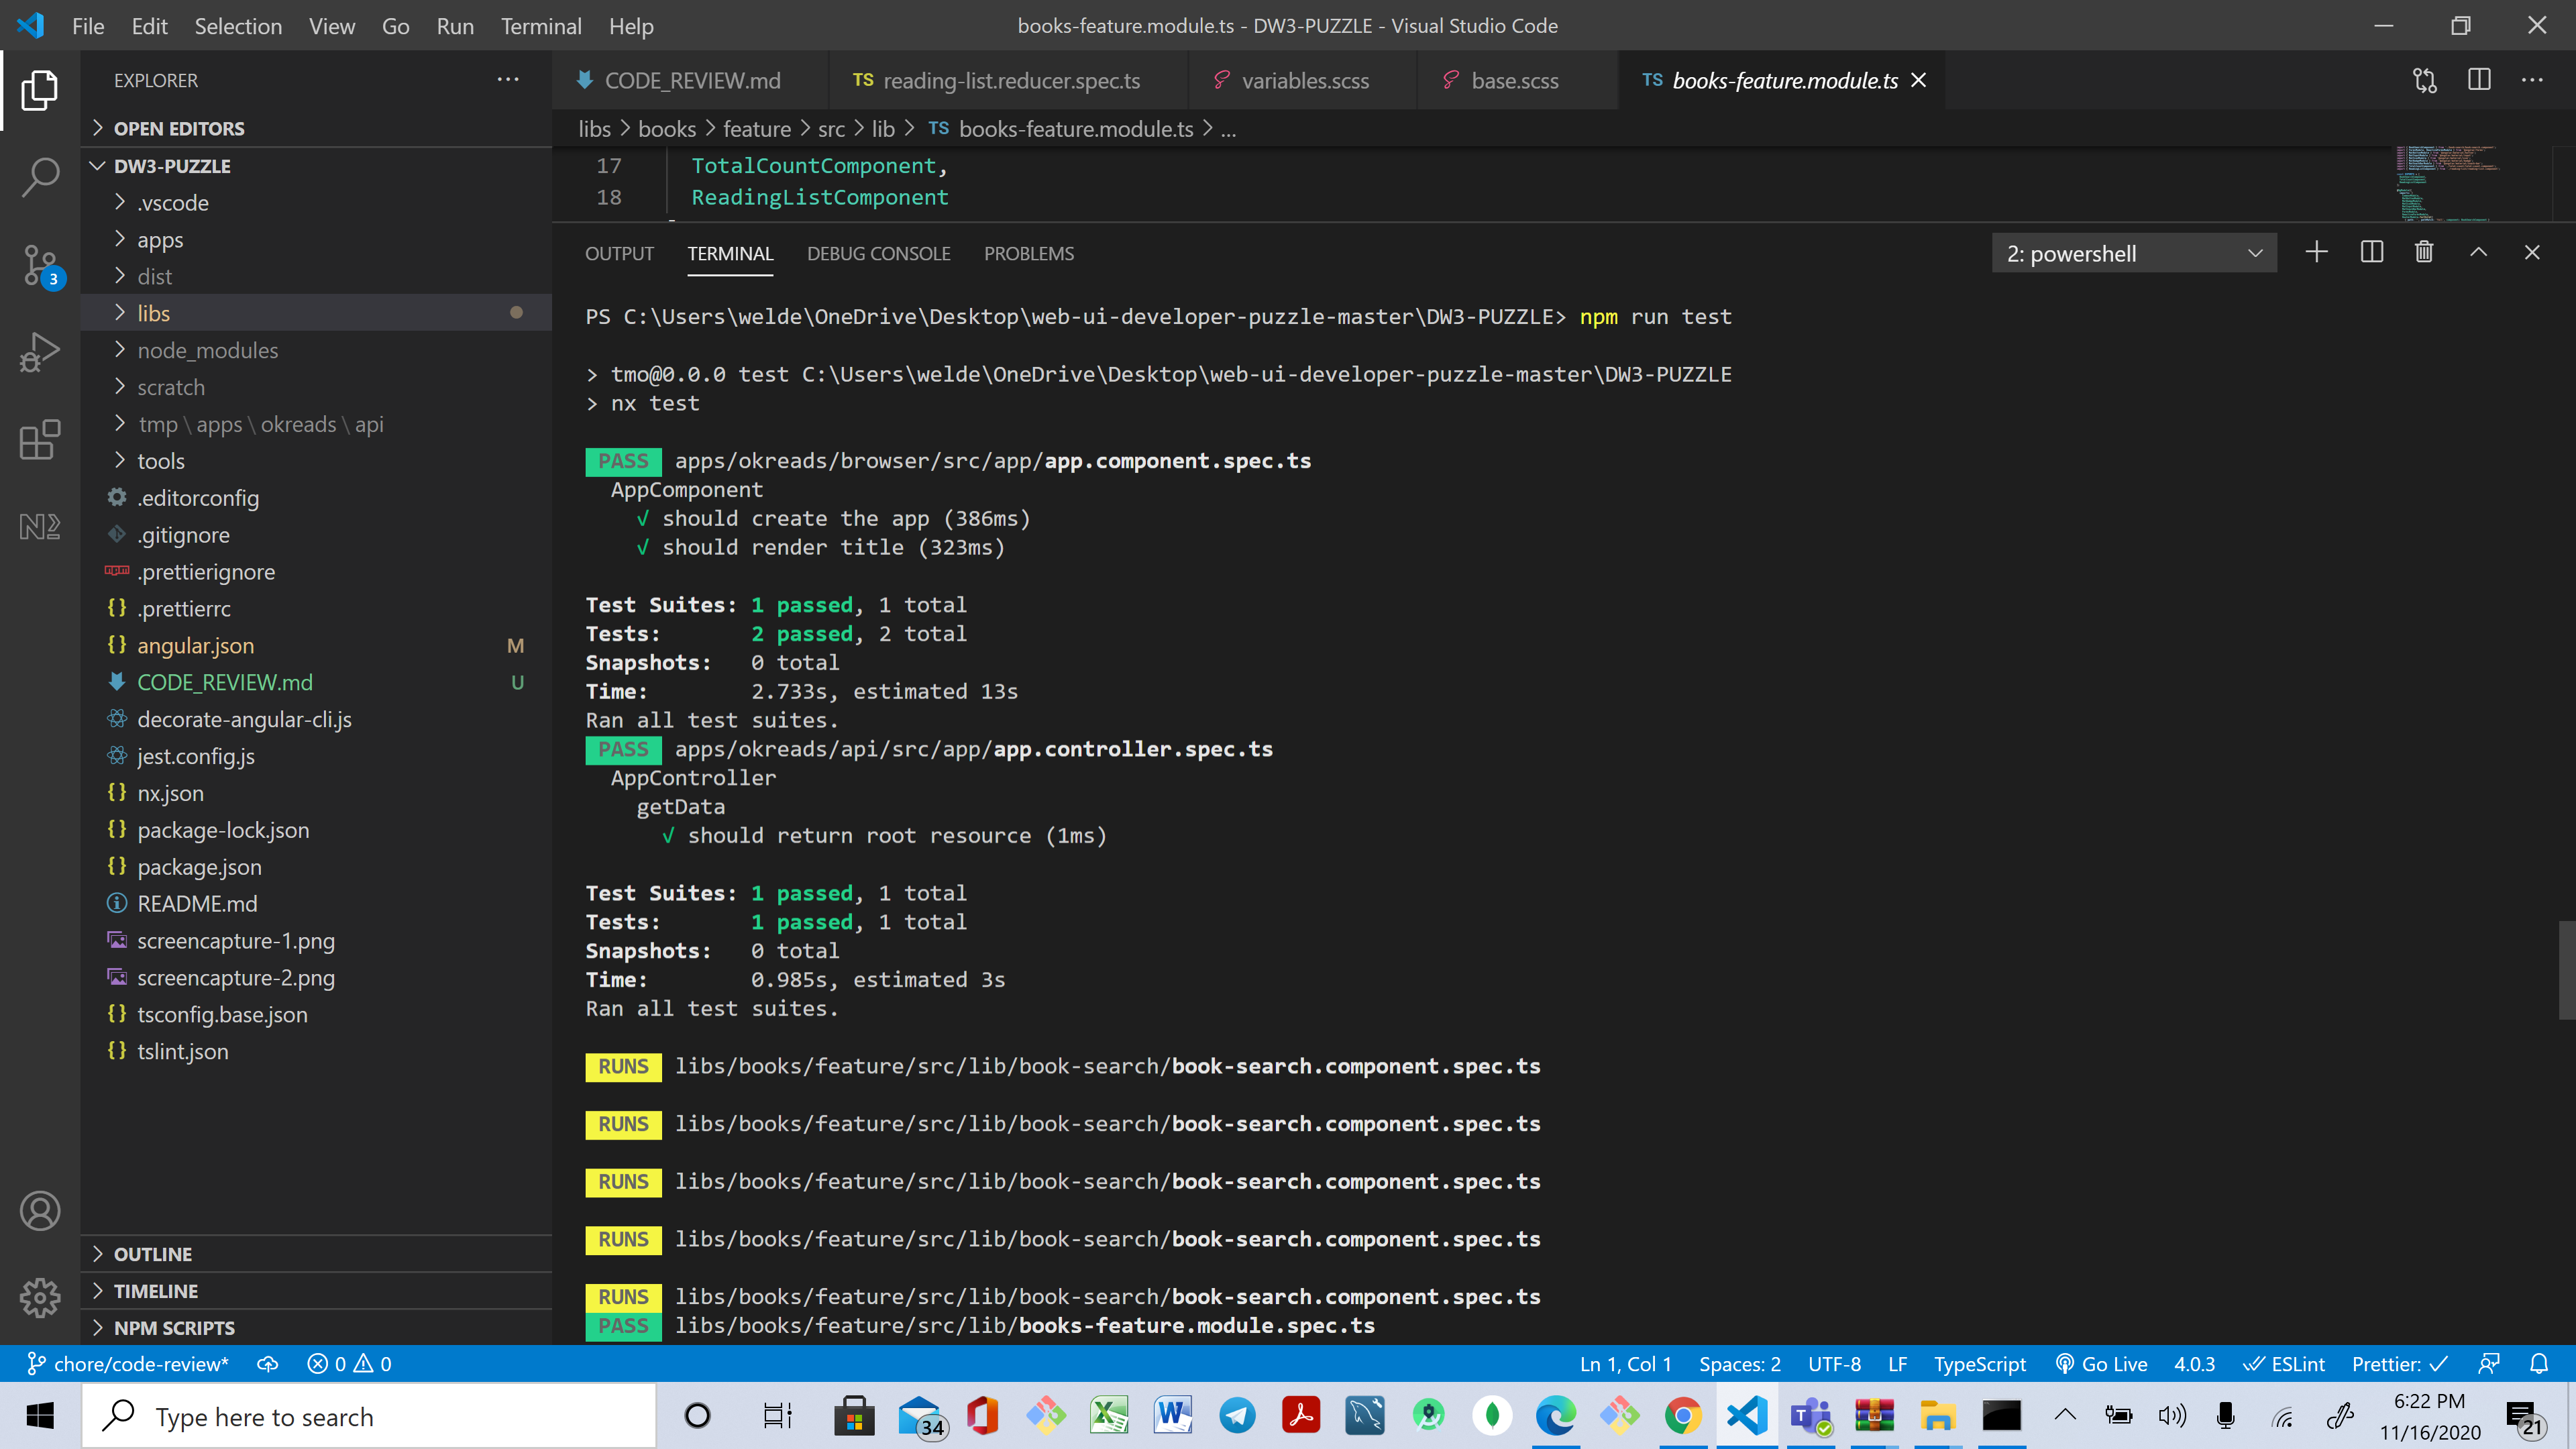 File Edit Selection View Go Run Terminal Help
books-feature.module.ts - DW3-PUZZLE - Visual Studio Code
EXPLORER
OPEN EDITORS
DW3-PUZZLE
.vscode
apps
dist
libs
node_modules
scratch
tmp \ apps \ okreads \ api
tools
.editorconfig
.gitignore
.prettierignore
.prettierrc
angular.json M
CODE_REVIEW.md U
decorate-angular-cli.js
jest.config.js
nx.json
package-lock.json
package.json
README.md
screencapture-1.png
screencapture-2.png
tsconfig.base.json
tslint.json
OUTLINE
TIMELINE
NPM SCRIPTS
3
CODE_REVIEW.md
TS reading-list.reducer.spec.ts
variables.scss
base.scss
TS books-feature.module.ts
libs > books > feature > src > lib > TS books-feature.module.ts > ...
17 TotalCountComponent,
18 ReadingListComponent
OUTPUT TERMINAL DEBUG CONSOLE PROBLEMS
2: powershell
PS C:\Users\welde\OneDrive\Desktop\web-ui-developer-puzzle-master\DW3-PUZZLE> npm run test
> tmo@0.0.0 test C:\Users\welde\OneDrive\Desktop\web-ui-developer-puzzle-master\DW3-PUZZLE
> nx test
PASS apps/okreads/browser/src/app/app.component.spec.ts
AppComponent
√ should create the app (386ms)
√ should render title (323ms)
Test Suites: 1 passed, 1 total
Tests: 2 passed, 2 total
Snapshots: 0 total
Time: 2.733s, estimated 13s
Ran all test suites.
PASS apps/okreads/api/src/app/app.controller.spec.ts
AppController
getData
√ should return root resource (1ms)
Test Suites: 1 passed, 1 total
Tests: 1 passed, 1 total
Snapshots: 0 total
Time: 0.985s, estimated 3s
Ran all test suites.
RUNS libs/books/feature/src/lib/book-search/book-search.component.spec.ts
RUNS libs/books/feature/src/lib/book-search/book-search.component.spec.ts
RUNS libs/books/feature/src/lib/book-search/book-search.component.spec.ts
RUNS libs/books/feature/src/lib/book-search/book-search.component.spec.ts
RUNS libs/books/feature/src/lib/book-search/book-search.component.spec.ts
PASS libs/books/feature/src/lib/books-feature.module.spec.ts
chore/code-review* 0 0 Ln 1, Col 1 Spaces: 2 UTF-8 LF TypeScript Go Live 4.0.3 ESLint Prettier: ✓
Type here to search
34
6:22 PM
11/16/2020
21